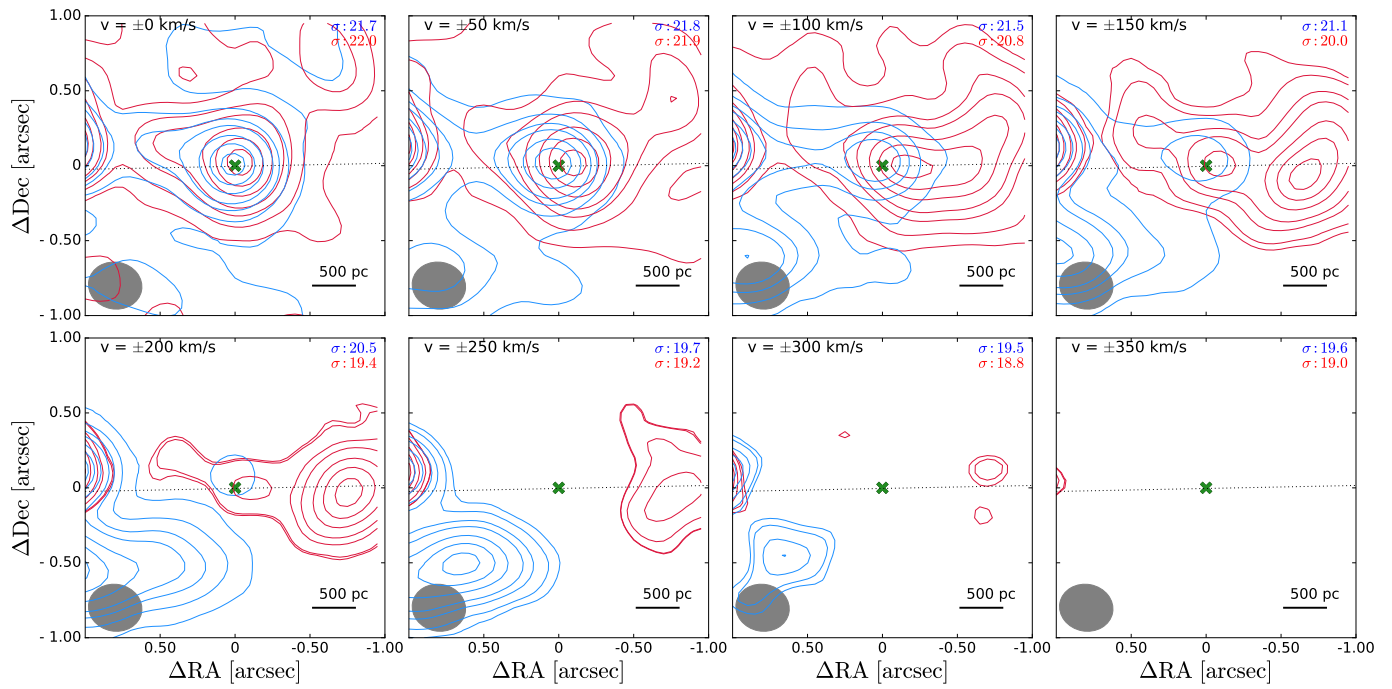 v = ±0 km/s
σ : 21.7
σ : 22.0
v = ±50 km/s
σ : 21.8
σ : 21.9
v = ±100 km/s
σ : 21.5
σ : 20.8
v = ±150 km/s
σ : 21.1
σ : 20.0
1.00
0.50
0
- 0.50
- 1.00
ΔDec [arcsec]
500 pc
500 pc
500 pc
500 pc
v = ±200 km/s
σ : 20.5
σ : 19.4
v = ±250 km/s
σ : 19.7
σ : 19.2
v = ±300 km/s
σ : 19.5
σ : 18.8
v = ±350 km/s
σ : 19.6
σ : 19.0
1.00
0.50
0
- 0.50
- 1.00
ΔDec [arcsec]
500 pc
500 pc
500 pc
500 pc
0.50 0 -0.50 -1.00
0.50 0 -0.50 -1.00
0.50 0 -0.50 -1.00
0.50 0 -0.50 -1.00
ΔRA [arcsec]
ΔRA [arcsec]
ΔRA [arcsec]
ΔRA [arcsec]